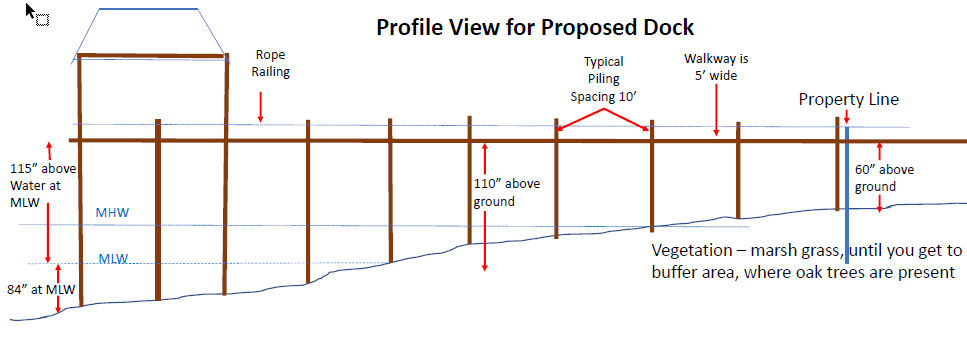 Profile View for Proposed Dock
Rope
Railing
Typical
Piling
Spacing 10’
Walkway is
5’ wide
Property Line
115” above
Water at
MLW
110” above
ground
60” above
ground
MHW
MLW
84” at MLW
Vegetation – marsh grass, until you get to
buffer area, where oak trees are present